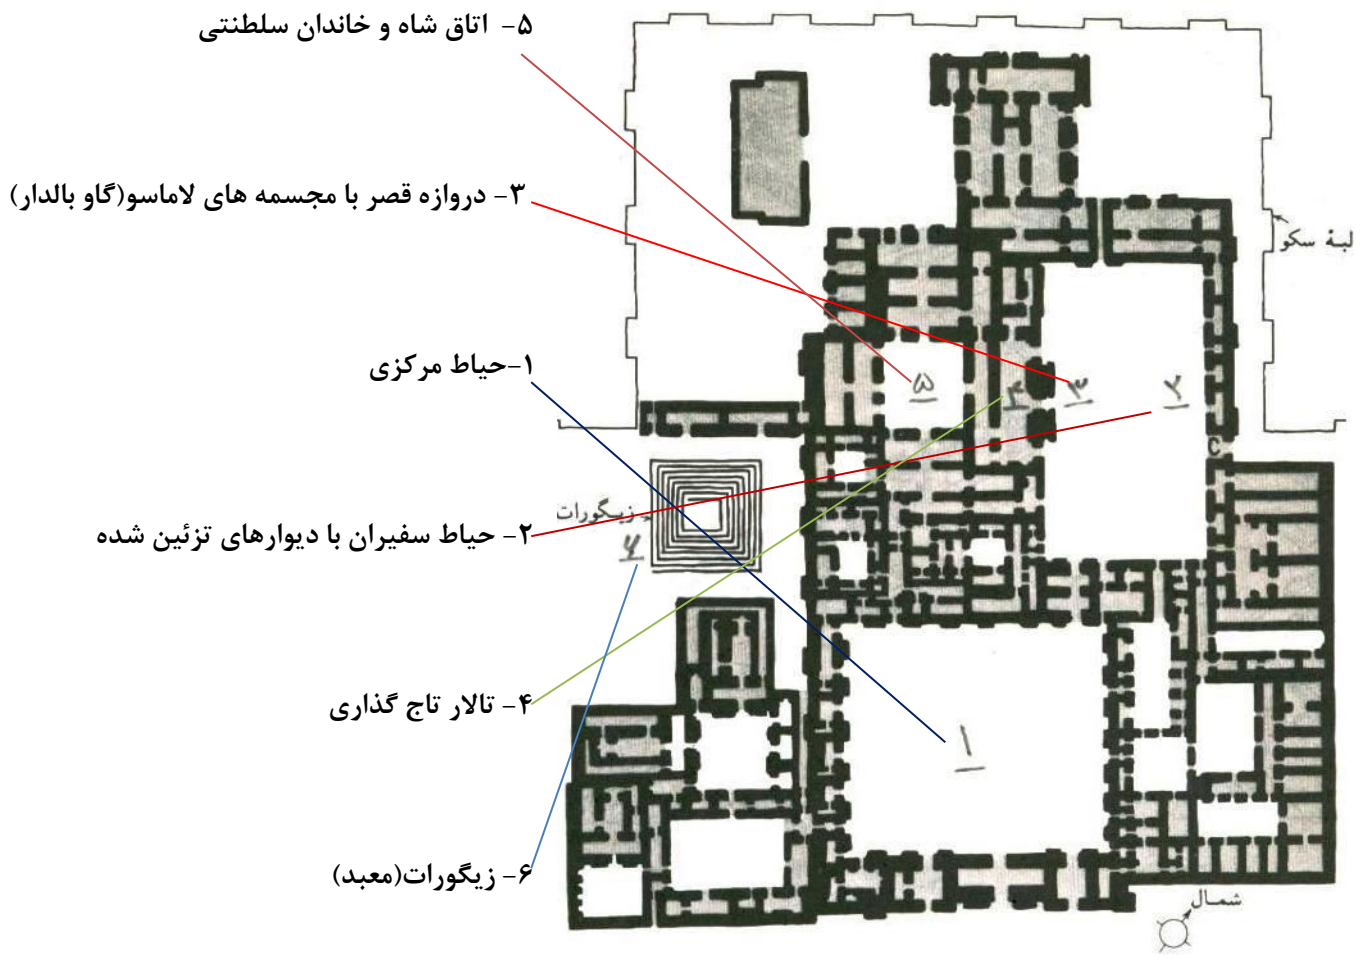 ۵- اتاق شاه و خاندان سلطنتی
۳- دروازه قصر با مجسمه های لاماسو(گاو بالدار)
لبهٔ سکو
۱-حیاط مرکزی
۵
۴
۳
۲
C
زیگورات
۲- حیاط سفیران با دیوارهای تزئین شده
۶
۴- تالار تاج گذاری
۱
۶- زیگورات(معبد)
شمال